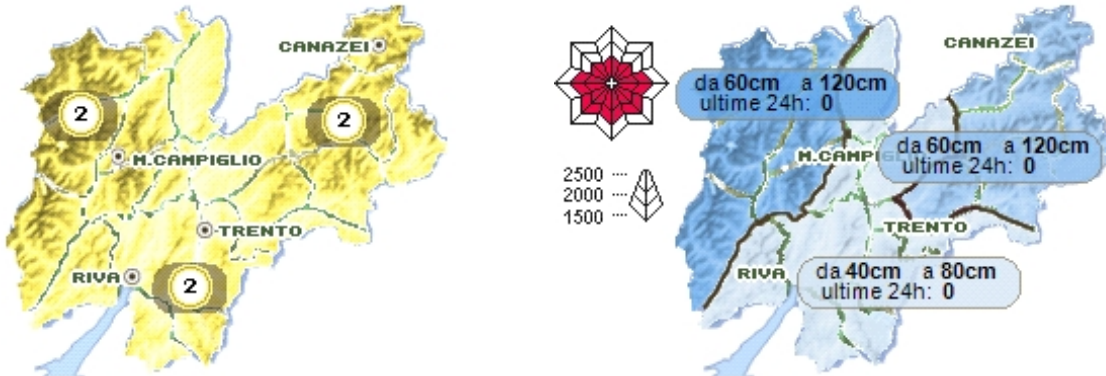 CANAZEI
2
2
M.CAMPIGLIO
TRENTO
RIVA
2
2500
2000
1500
CANAZEI
da 60cm a 120cm
ultime 24h: 0
M.CAMPIGLIO
da 60cm a 120cm
ultime 24h: 0
TRENTO
RIVA
da 40cm a 80cm
ultime 24h: 0